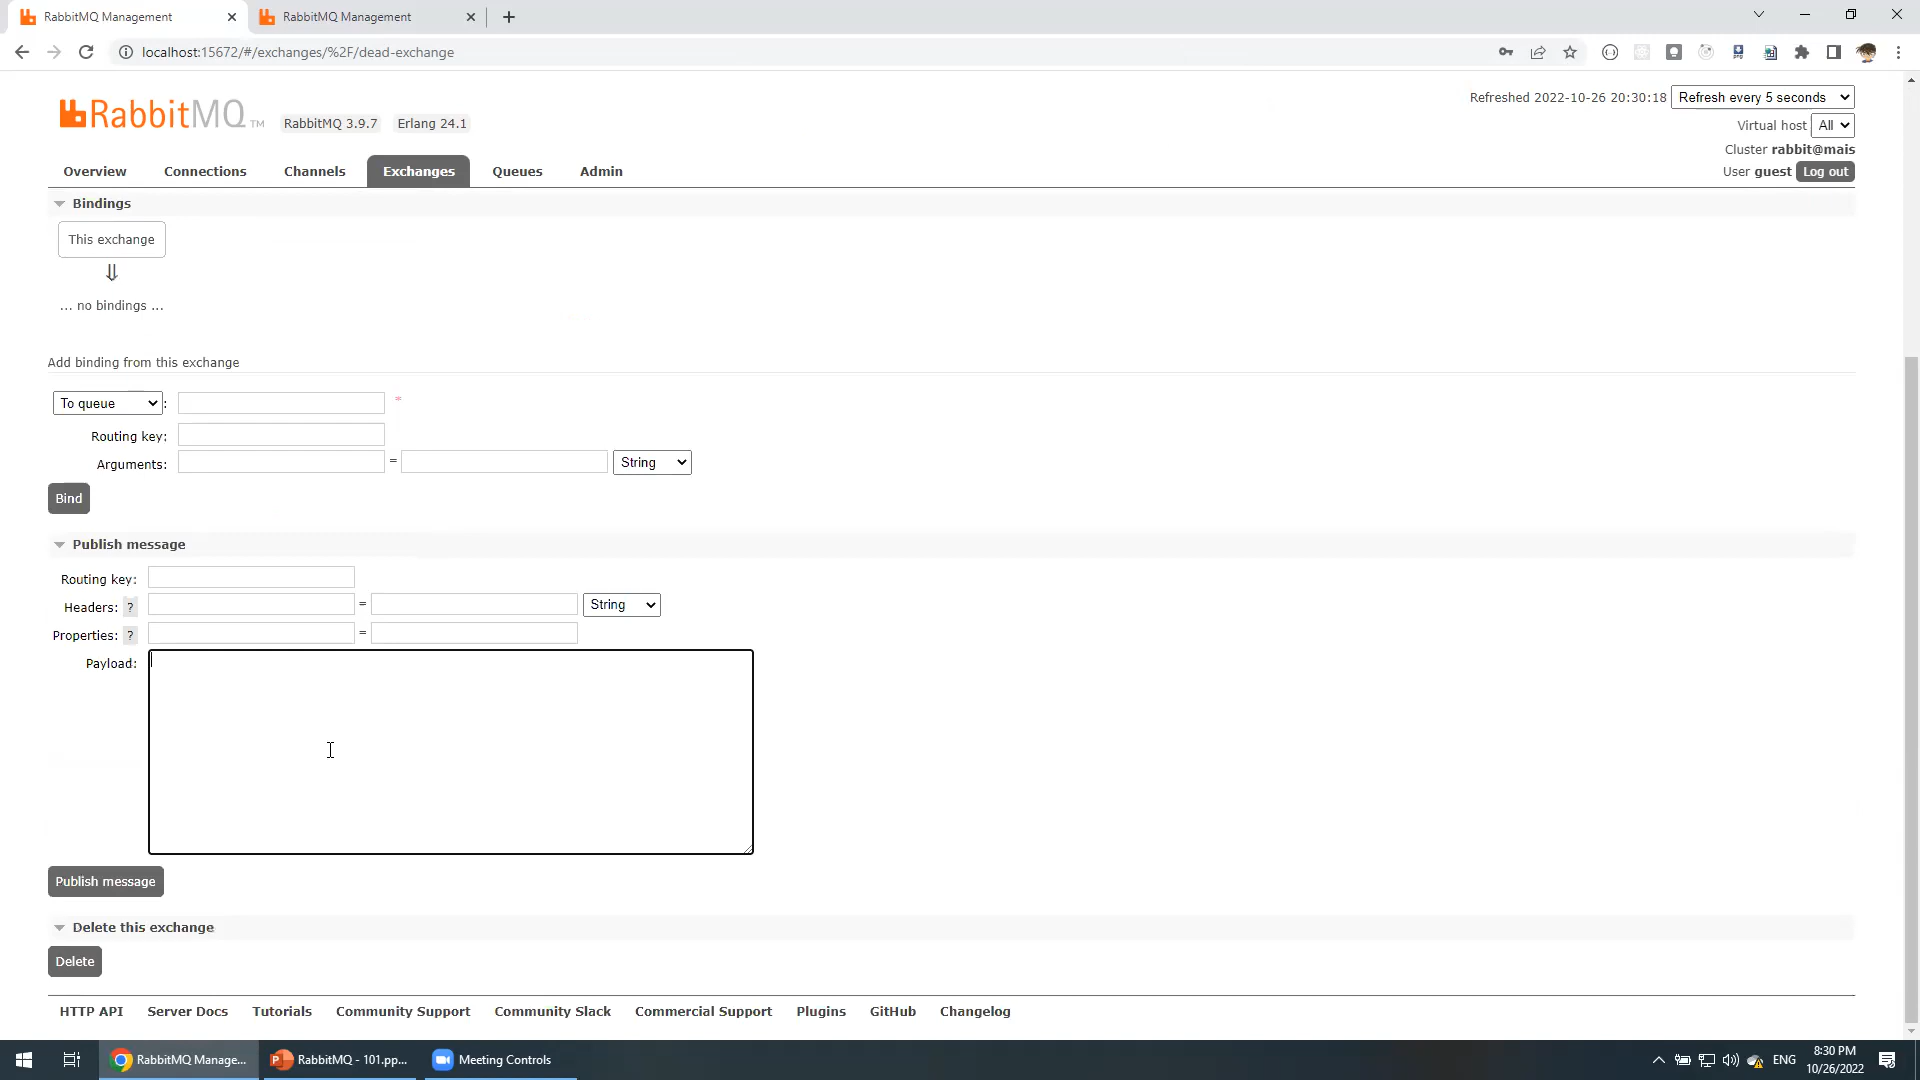 RabbitMQ Management
RabbitMQ Management
localhost:15672/#/exchanges/%2F/dead-exchange
RabbitMQ TM
RabbitMQ 3.9.7
Erlang 24.1
Refreshed 2022-10-26 20:30:18
Refresh every 5 seconds
Virtual host
All
Cluster rabbit@mais
User guest
Log out
Overview
Connections
Channels
Exchanges
Queues
Admin
Bindings
This exchange
⇓
... no bindings ...
Add binding from this exchange
To queue
:
*
Routing key:
Arguments:
=
String
Bind
Publish message
Routing key:
Headers: ?
=
String
Properties: ?
=
Payload:
Publish message
Delete this exchange
Delete
HTTP API
Server Docs
Tutorials
Community Support
Community Slack
Commercial Support
Plugins
GitHub
Changelog
RabbitMQ Manage...
RabbitMQ - 101.pp...
Meeting Controls
ENG
8:30 PM
10/26/2022